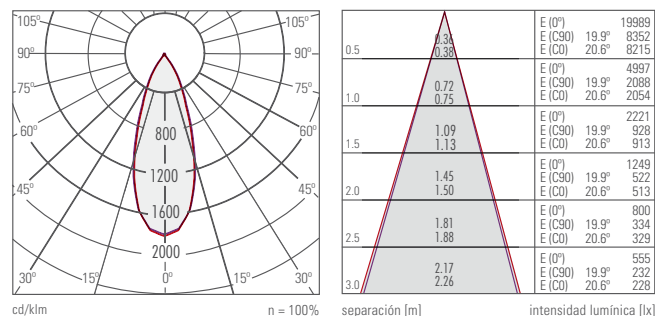 105° 105°
90° 90°
75° 75°
60° 60°
45° 45°
30° 15° 0° 15° 30°
800
1200
1600
2000
cd/klm η = 100%
0.5 0.36 0.38 E (0°) 19989
E (C90) 19.9° 8352
E (C0) 20.6° 8215
1.0 0.72 0.75 E (0°) 4997
E (C90) 19.9° 2088
E (C0) 20.6° 2054
1.5 1.09 1.13 E (0°) 2221
E (C90) 19.9° 928
E (C0) 20.6° 913
2.0 1.45 1.50 E (0°) 1249
E (C90) 19.9° 522
E (C0) 20.6° 513
2.5 1.81 1.88 E (0°) 800
E (C90) 19.9° 334
E (C0) 20.6° 329
3.0 2.17 2.26 E (0°) 555
E (C90) 19.9° 232
E (C0) 20.6° 228
separación [m] intensidad lumínica [lx]